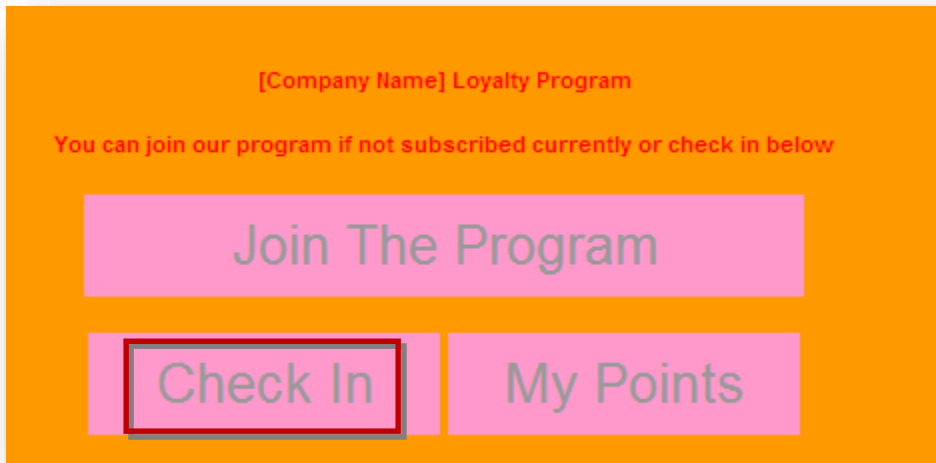 [Company Name] Loyalty Program
You can join our program if not subscribed currently or check in below
Join The Program
Check In
My Points